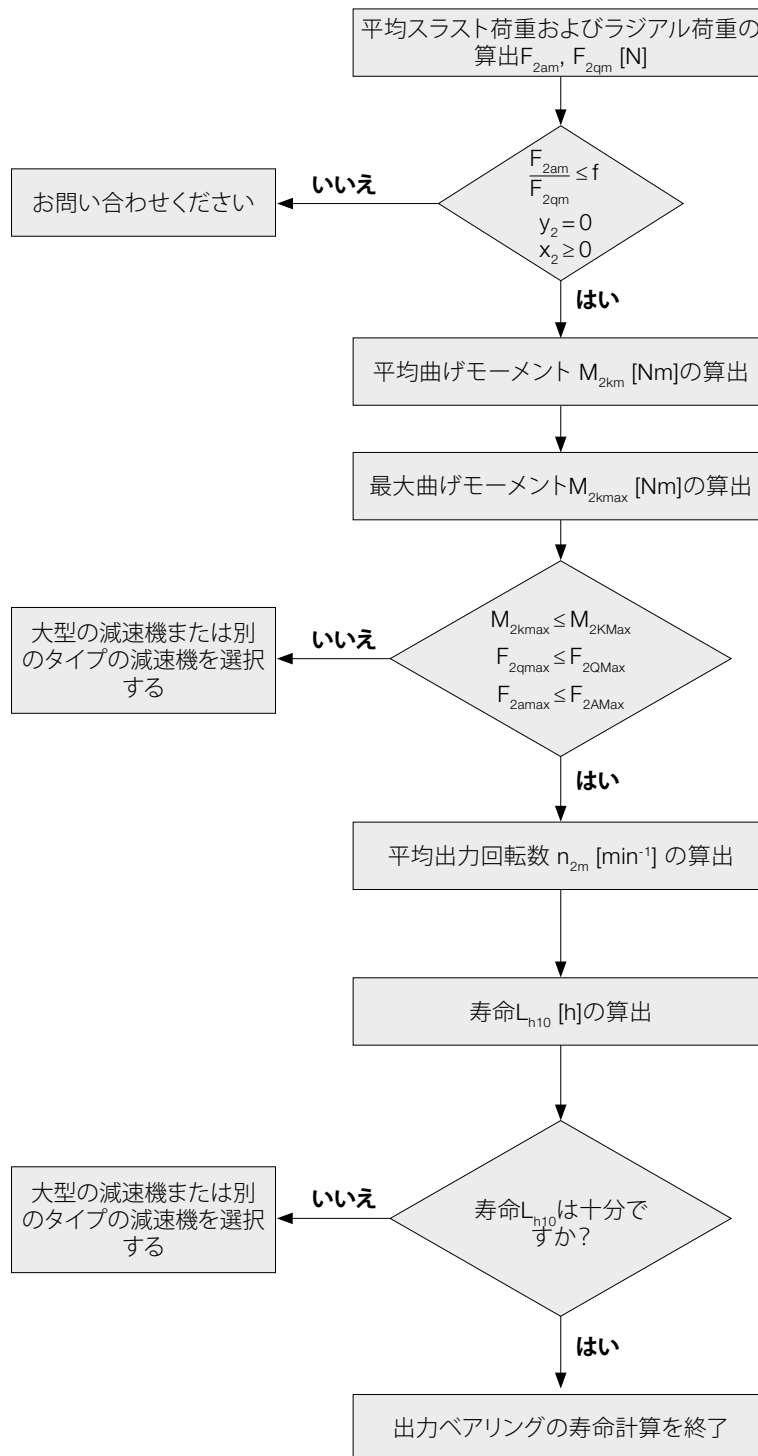 平均スラスト荷重およびラジアル荷重の
算出F2am, F2qm [N]
F2am
F2qm
≤ f
y2 = 0
x2 ≥ 0
いいえ
お問い合わせください
はい
平均曲げモーメント M2km [Nm]の算出
最大曲げモーメントM2kmax [Nm]の算出
M2kmax ≤ M2KMax
F2qmax ≤ F2QMax
F2amax ≤ F2AMax
いいえ
大型の減速機または別
のタイプの減速機を選択
する
はい
平均出力回転数 n2m [min-1] の算出
寿命Lh10 [h]の算出
寿命Lh10は十分で
すか?
いいえ
大型の減速機または別
のタイプの減速機を選択
する
はい
出力ベアリングの寿命計算を終了